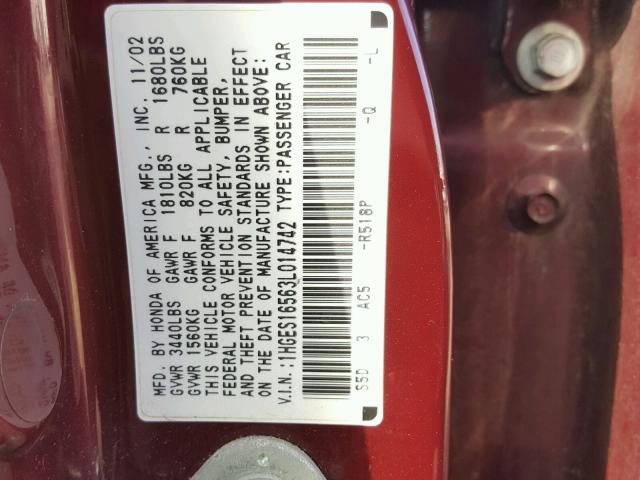 MFD. BY HONDA OF AMERICA MFG., INC. 11/02
GVWR 3440LBS GAWR F 1810LBS R 1680LBS
GVWR 1560KG GAWR F 820KG R 760KG
THIS VEHICLE CONFORMS TO ALL APPLICABLE
FEDERAL MOTOR VEHICLE SAFETY, BUMPER,
AND THEFT PREVENTION STANDARDS IN EFFECT
ON THE DATE OF MANUFACTURE SHOWN ABOVE:
V.I.N.:1HGES16563L014742 TYPE:PASSENGER CAR
S5D 3 AC5 -R518P -Q -L